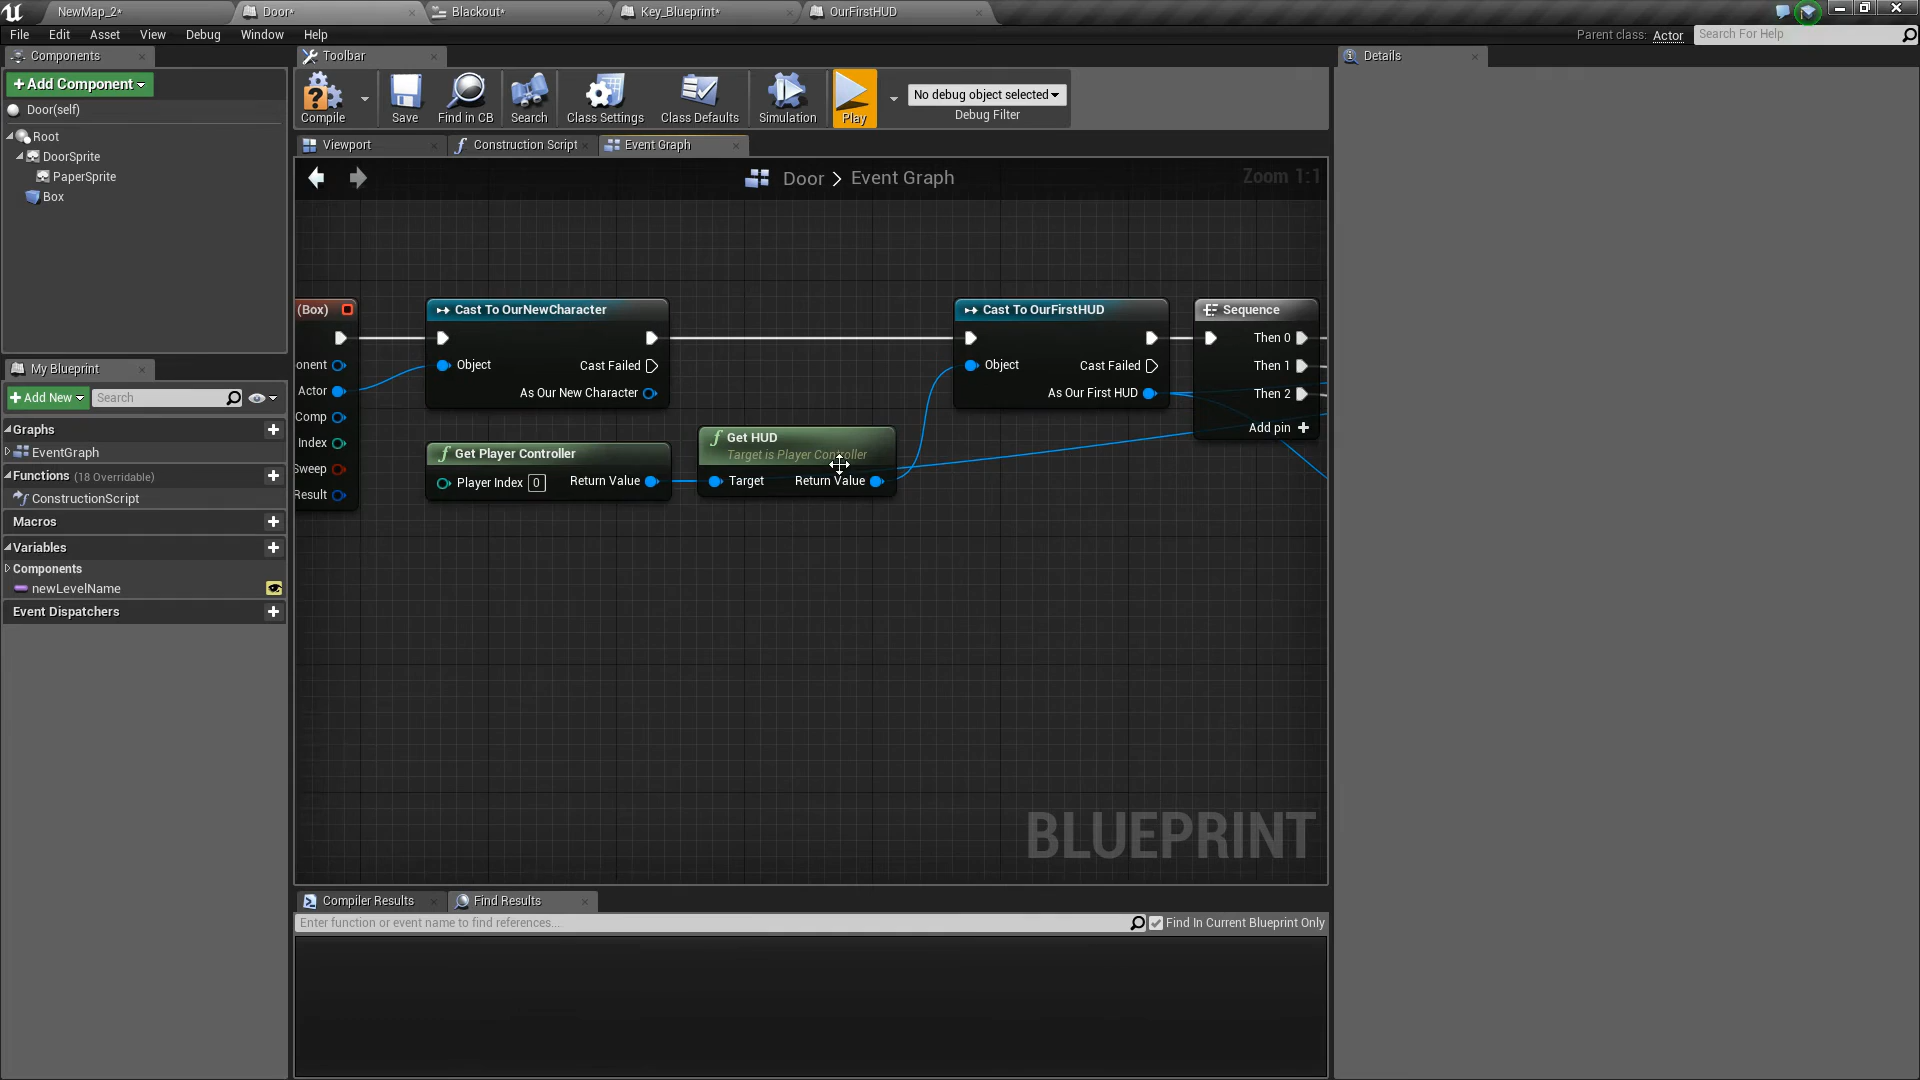 NewMap_2*
Door*
Blackout*
Key_Blueprint*
OurFirstHUD
File Edit Asset View Debug Window Help
Parent class: Actor
Search For Help
Components
Toolbar
Details
+ Add Component
Door(self)
Root
DoorSprite
PaperSprite
Box
Compile
Save
Find in CB
Search
Class Settings
Class Defaults
Simulation
Play
No debug object selected
Debug Filter
Viewport
Construction Script
Event Graph
Door > Event Graph
Zoom 1:1
(Box)
onent
Actor
Comp
Index
Sweep
Result
Cast To OurNewCharacter
Object
Cast Failed
As Our New Character
Get Player Controller
Player Index 0
Return Value
Get HUD
Target is Player Controller
Target
Return Value
Cast To OurFirstHUD
Object
Cast Failed
As Our First HUD
Sequence
Then 0
Then 1
Then 2
Add pin +
BLUEPRINT
My Blueprint
+ Add New
Search
Graphs
EventGraph
Functions (18 Overridable)
ConstructionScript
Macros
Variables
Components
newLevelName
Event Dispatchers
Compiler Results
Find Results
Enter function or event name to find references...
Find In Current Blueprint Only